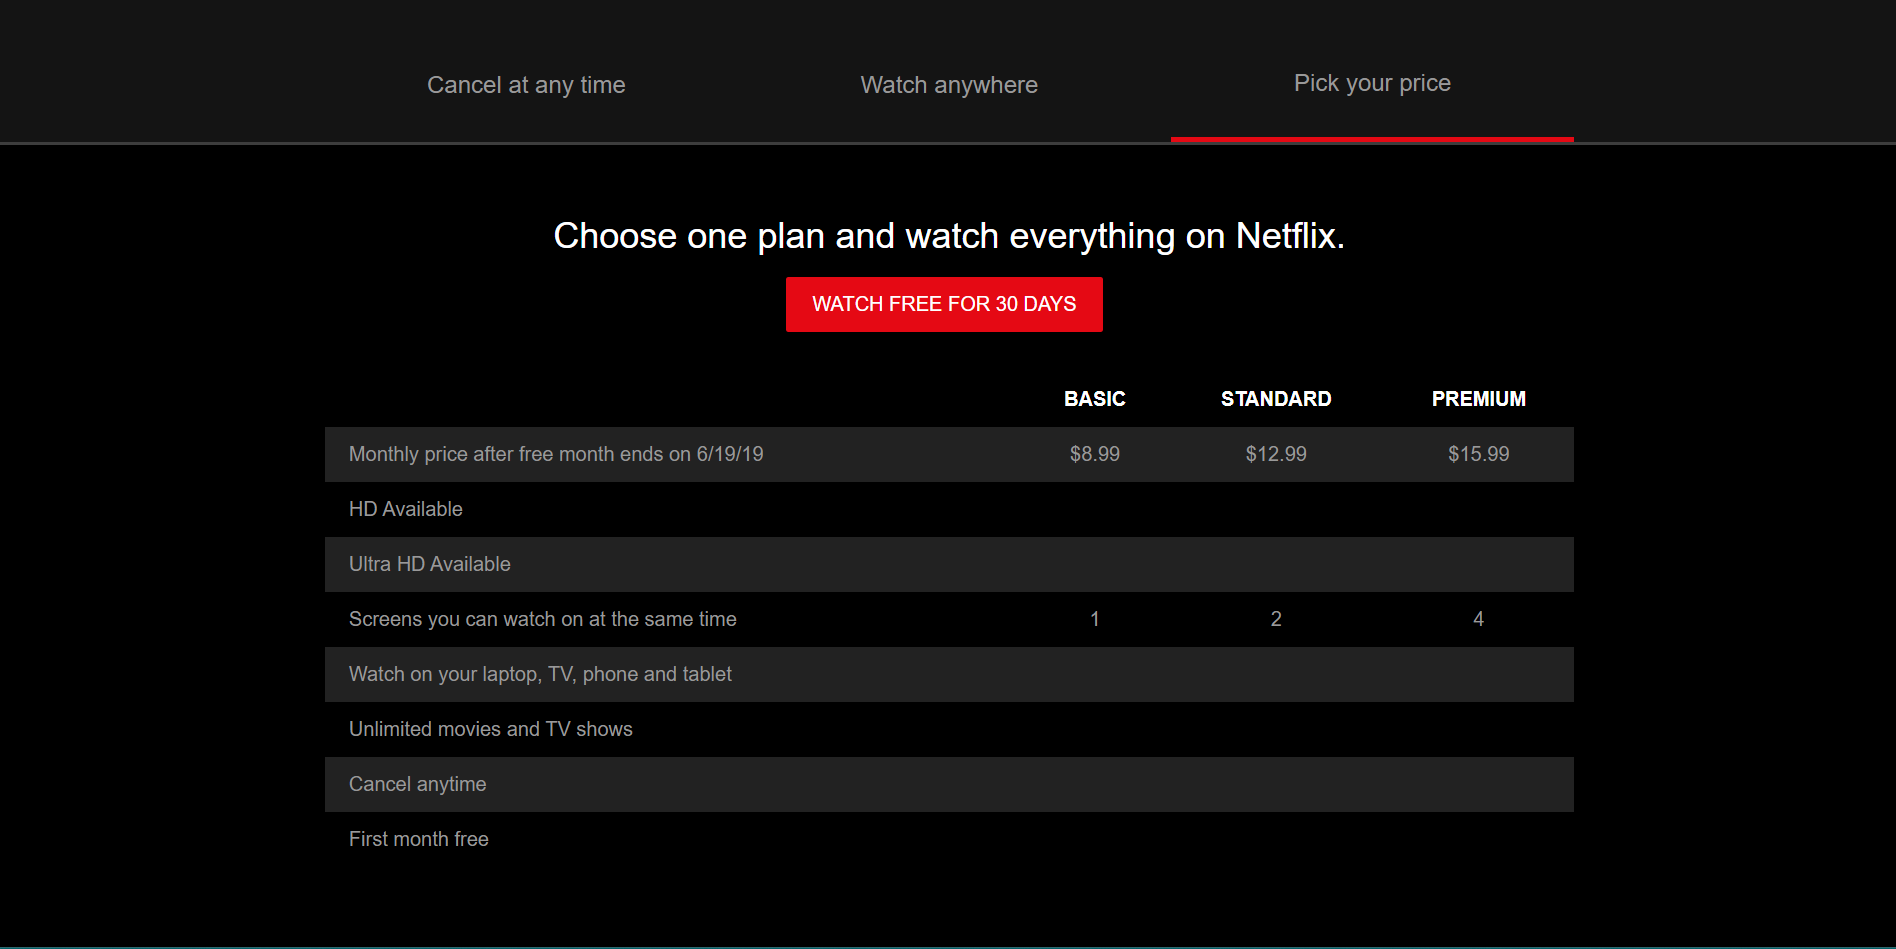 Cancel at any time Watch anywhere Pick your price
Choose one plan and watch everything on Netflix.
WATCH FREE FOR 30 DAYS
BASIC STANDARD PREMIUM
Monthly price after free month ends on 6/19/19 $8.99 $12.99 $15.99
HD Available
Ultra HD Available
Screens you can watch on at the same time 1 2 4
Watch on your laptop, TV, phone and tablet
Unlimited movies and TV shows
Cancel anytime
First month free